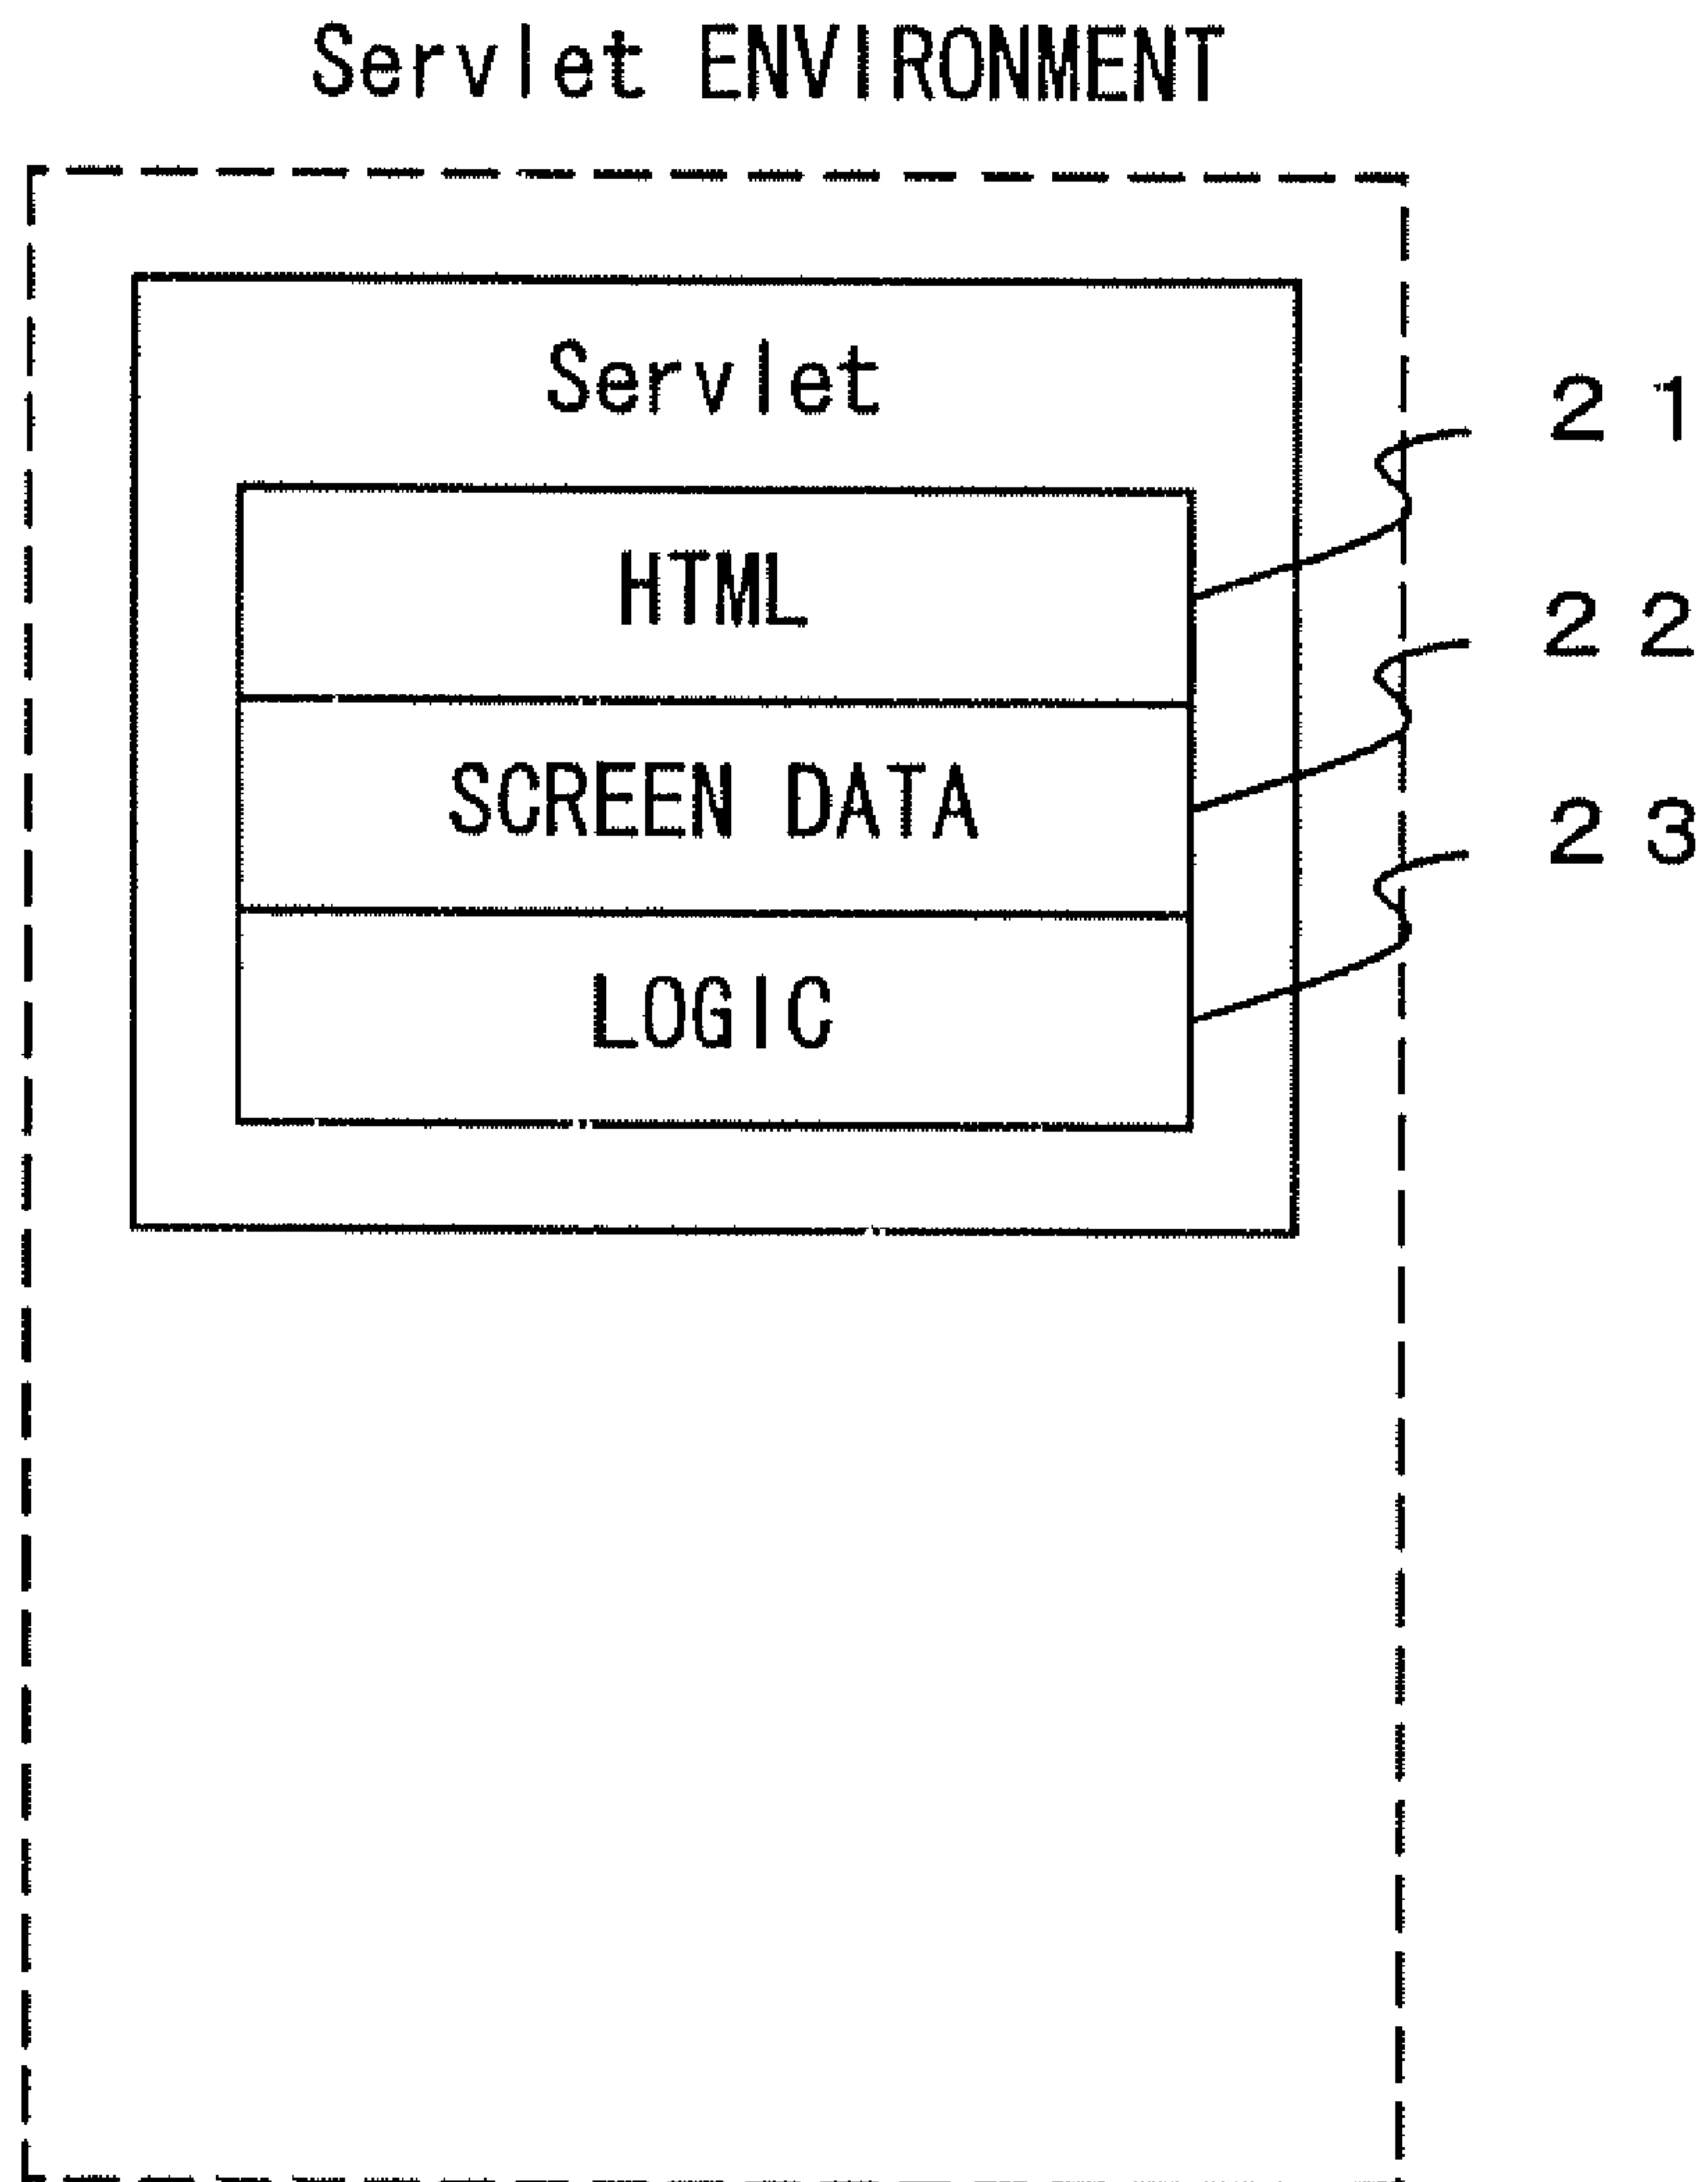 Servlet ENVIRONMENT
Servlet
21
HTML
22
SCREEN DATA
23
LOGIC